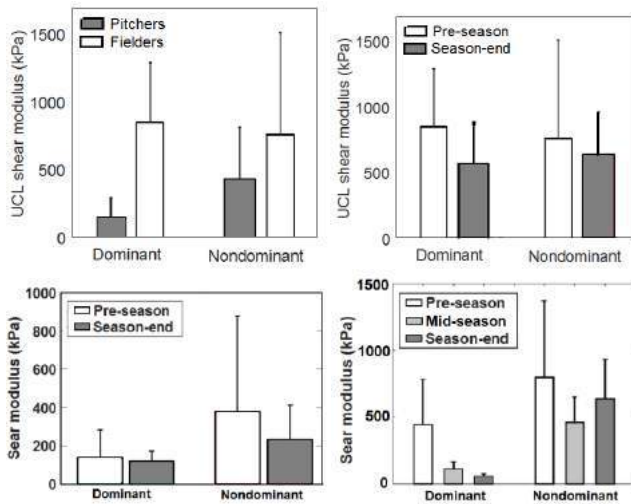 UCL shear modulus (kPa)
1500
1000
500
0
Pitchers
Fielders
Dominant
Nondominant
UCL shear modulus (kPa)
1500
1000
500
0
Pre-season
Season-end
Dominant
Nondominant
Sear modulus (kPa)
1000
800
600
400
200
0
Pre-season
Season-end
Dominant
Nondominant
Sear modulus (kPa)
1500
1000
500
0
Pre-season
Mid-season
Season-end
Dominant
Nondominant